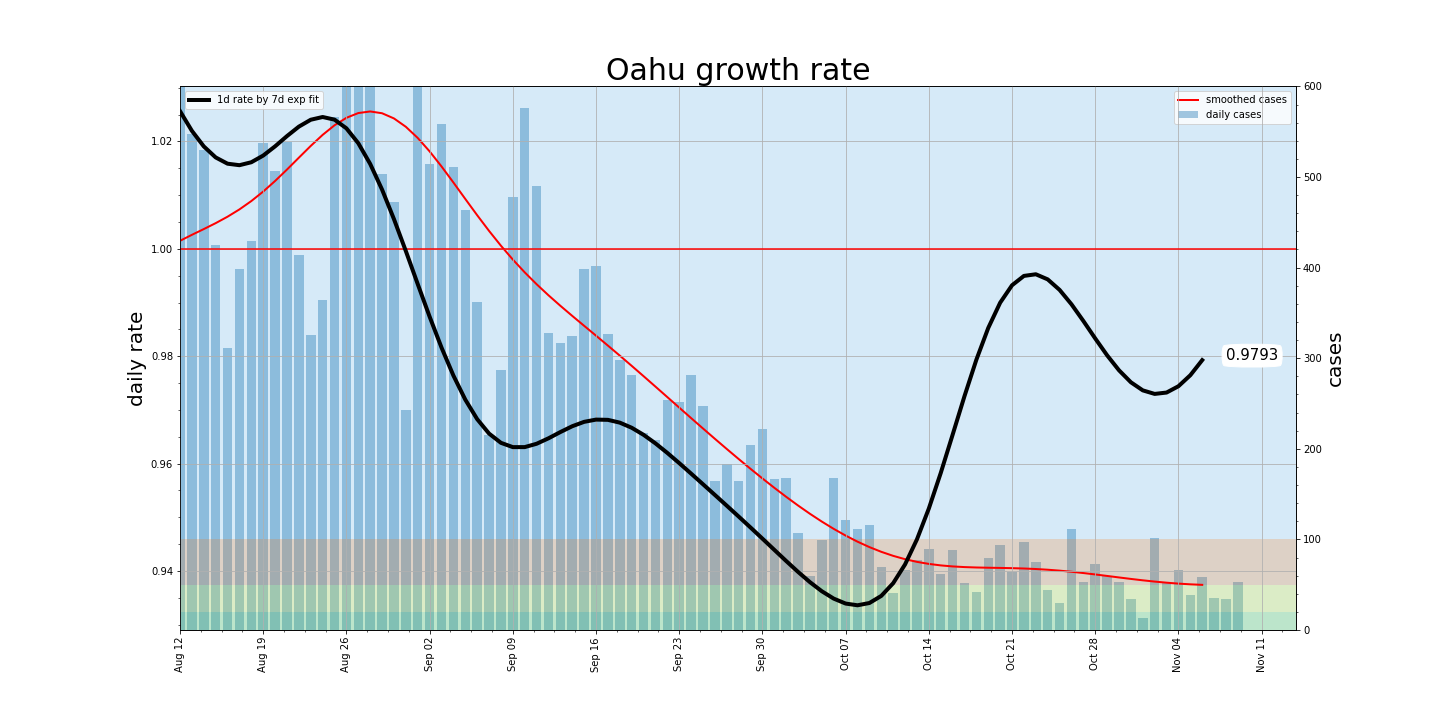 Oahu growth rate
1d rate by 7d exp fit
smoothed cases
daily cases
daily rate
1.02
1.00
0.98
0.96
0.94
600
500
400
300
200
100
0
cases
0.9793
Aug 12
Aug 19
Aug 26
Sep 02
Sep 09
Sep 16
Sep 23
Sep 30
Oct 07
Oct 14
Oct 21
Oct 28
Nov 04
Nov 11